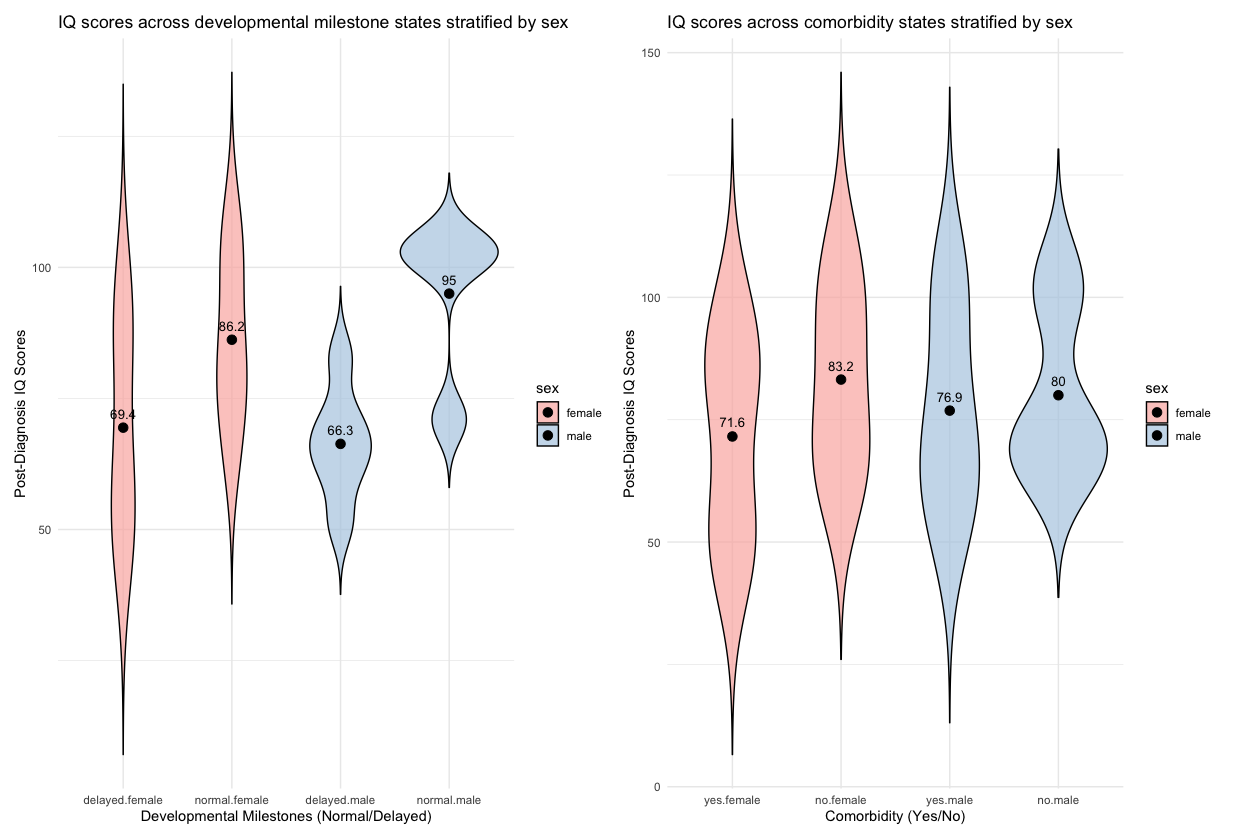 IQ scores across developmental milestone states stratified by sex
100
50
Post-Diagnosis IQ Scores
69.4
86.2
66.3
95
delayed.female
normal.female
delayed.male
normal.male
Developmental Milestones (Normal/Delayed)
sex
female
male
IQ scores across comorbidity states stratified by sex
150
100
50
0
Post-Diagnosis IQ Scores
71.6
83.2
76.9
80
yes.female
no.female
yes.male
no.male
Comorbidity (Yes/No)
sex
female
male